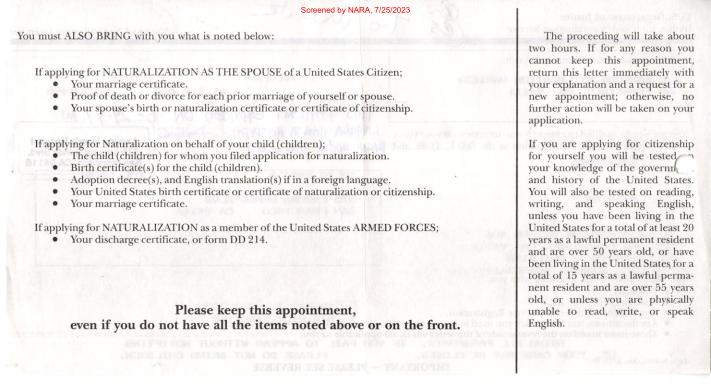 Screened by NARA, 7/25/2023
You must ALSO BRING with you what is noted below:
If applying for NATURALIZATION AS THE SPOUSE of a United States Citizen;
• Your marriage certificate.
• Proof of death or divorce for each prior marriage of yourself or spouse.
• Your spouse's birth or naturalization certificate or certificate of citizenship.
If applying for Naturalization on behalf of your child (children);
• The child (children) for whom you filed application for naturalization.
• Birth certificate(s) for the child (children).
• Adoption decree(s), and English translation(s) if in a foreign language.
• Your United States birth certificate or certificate of naturalization or citizenship.
• Your marriage certificate.
If applying for NATURALIZATION as a member of the United States ARMED FORCES;
• Your discharge certificate, or form DD 214.
Please keep this appointment,
even if you do not have all the items noted above or on the front.
The proceeding will take about
two hours. If for any reason you
cannot keep this appointment,
return this letter immediately with
your explanation and a request for a
new appointment; otherwise, no
further action will be taken on your
application.
If you are applying for citizenship
for yourself you will be tested
your knowledge of the governm
and history of the United States.
You will also be tested on reading,
writing, and speaking English,
unless you have been living in the
United States for a total of at least 20
years as a lawful permanent resident
and are over 50 years old, or have
been living in the United States for a
total of 15 years as a lawful perma-
nent resident and are over 55 years
old, or unless you are physically
unable to read, write, or speak
English.